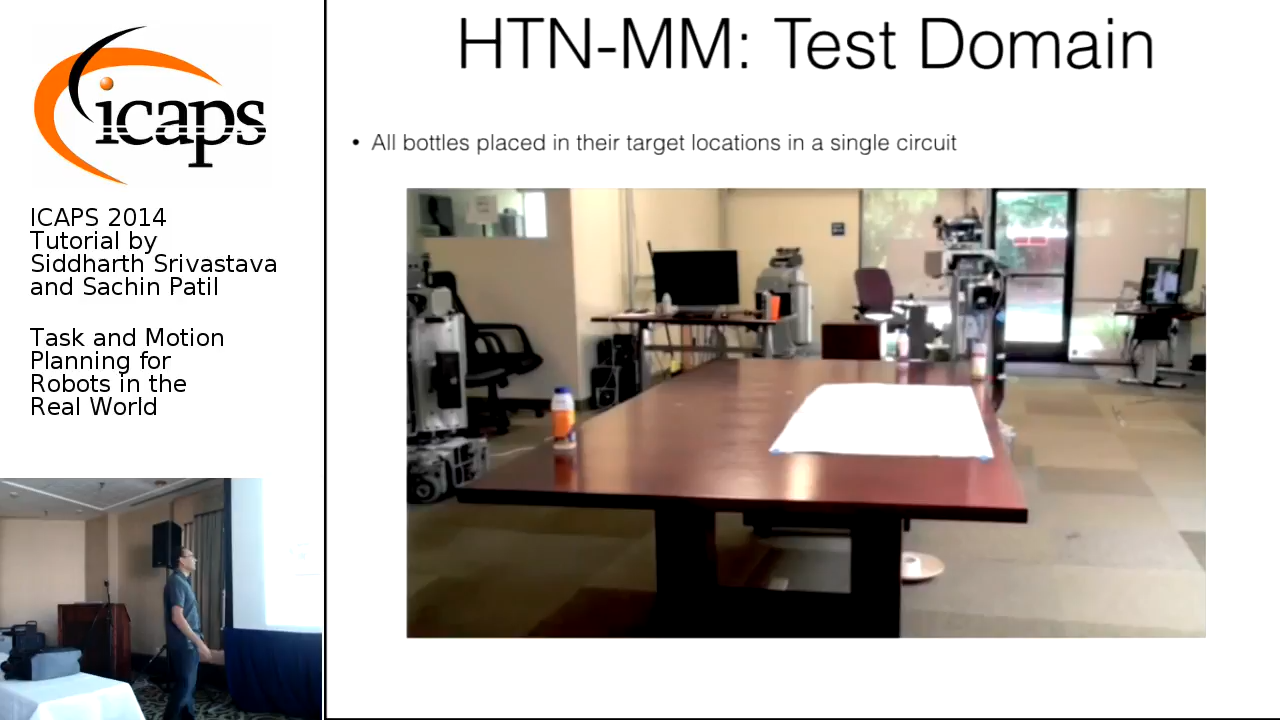 icaps
ICAPS 2014
Tutorial by
Siddharth Srivastava
and Sachin Patil
Task and Motion
Planning for
Robots in the
Real World
HTN-MM: Test Domain
• All bottles placed in their target locations in a single circuit